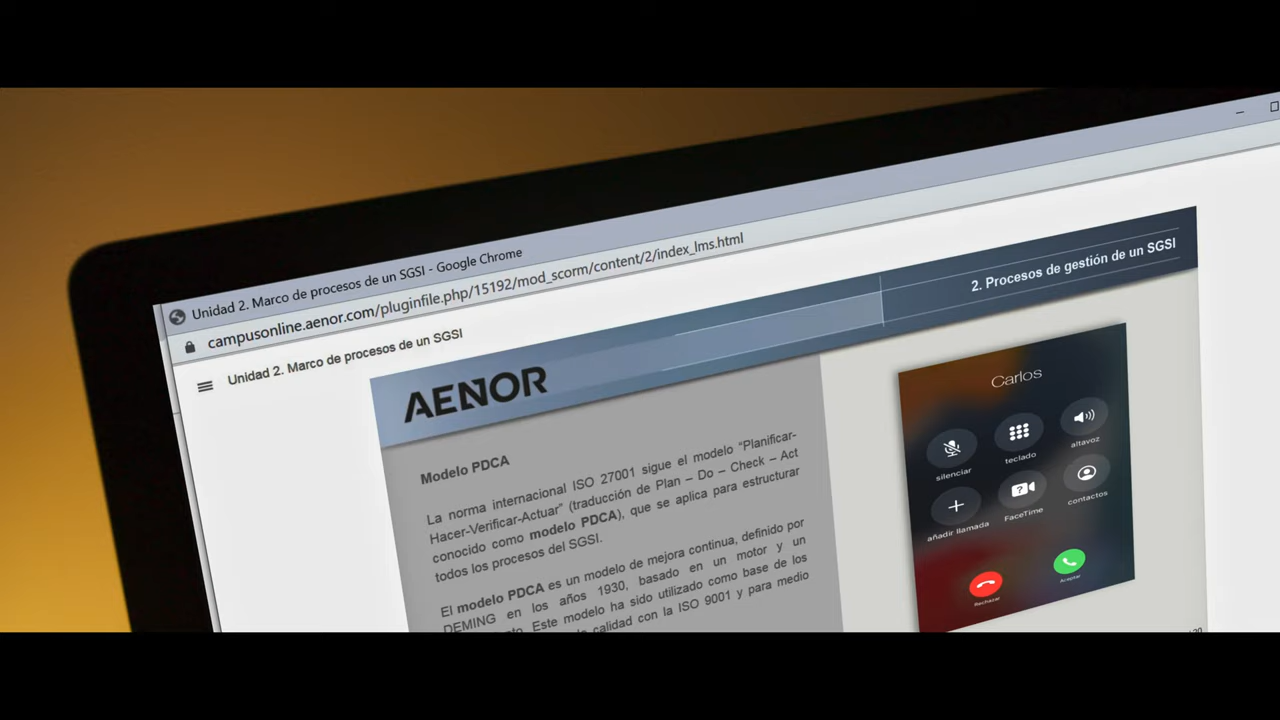 Unidad 2. Marco de procesos de un SGSI - Google Chrome
campusonline.aenor.com/pluginfile.php/15192/mod_scorm/content/2/index_lms.html
Unidad 2. Marco de procesos de un SGSI
2. Procesos de gestión de un SGSI
AENOR
Modelo PDCA
La norma internacional ISO 27001 sigue el modelo “Planificar-
Hacer-Verificar-Actuar” (traducción de Plan – Do – Check – Act
conocido como modelo PDCA), que se aplica para estructurar
todos los procesos del SGSI.
El modelo PDCA es un modelo de mejora continua, definido por
DEMING en los años 1930, basado en un motor y un
Este modelo ha sido utilizado como base de los
calidad con la ISO 9001 y para medio
Carlos
silenciar
teclado
altavoz
añadir llamada
FaceTime
contactos
Rechazar
Aceptar